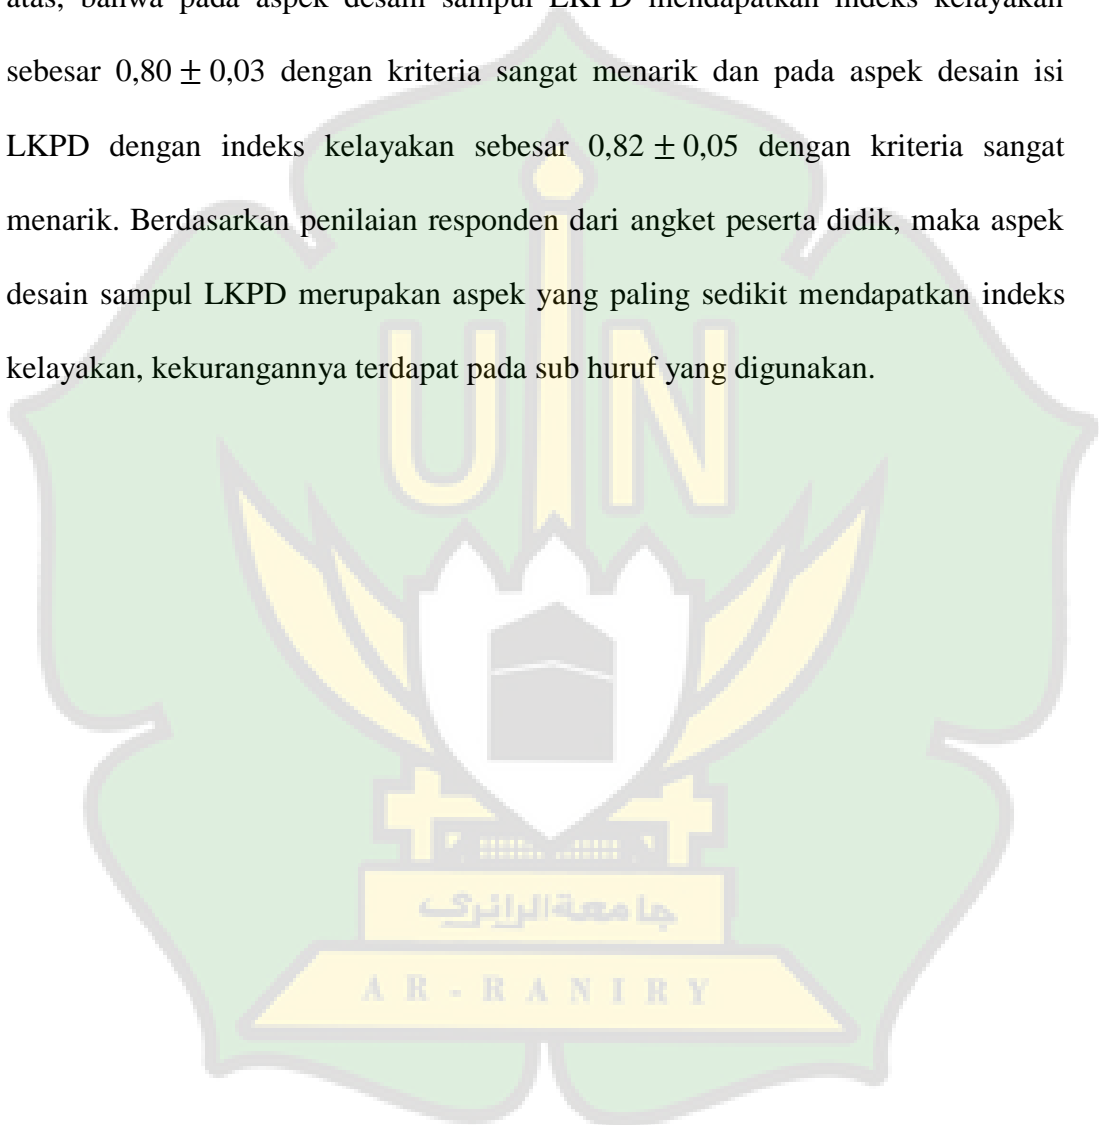 atas, bahwa pada aspek desain sampul LKPD mendapatkan indeks kelayakan
sebesar 0,80 ± 0,03 dengan kriteria sangat menarik dan pada aspek desain isi
LKPD dengan indeks kelayakan sebesar 0,82 ± 0,05 dengan kriteria sangat
menarik. Berdasarkan penilaian responden dari angket peserta didik, maka aspek
desain sampul LKPD merupakan aspek yang paling sedikit mendapatkan indeks
kelayakan, kekurangannya terdapat pada sub huruf yang digunakan.
UIN
جامعة الرانري
AR-RANIRY